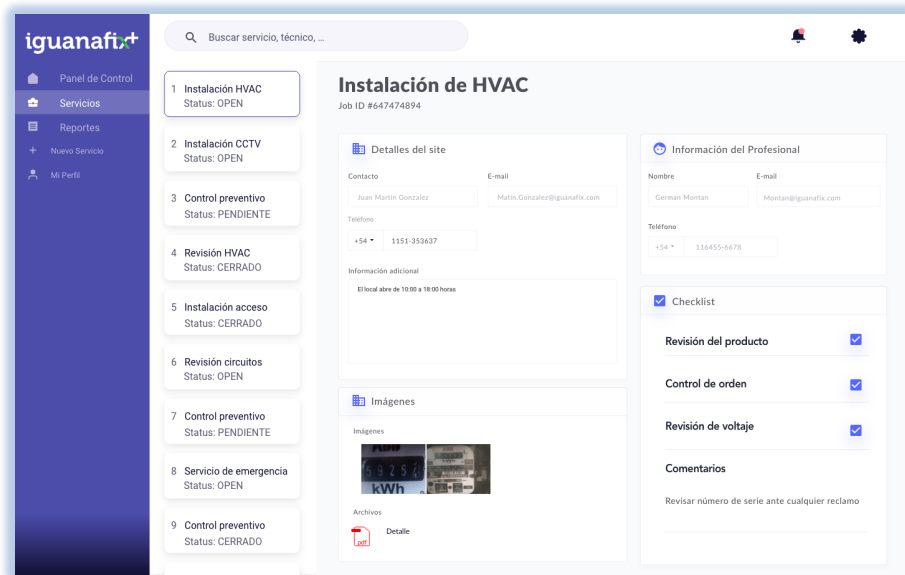 iguanafix+
Panel de Control
Servicios
Reportes
Nuevo Servicio
Mi Perfil
Buscar servicio, técnico, ...
1 Instalación HVAC
Status: OPEN
2 Instalación CCTV
Status: OPEN
3 Control preventivo
Status: PENDIENTE
4 Revisión HVAC
Status: CERRADO
5 Instalación acceso
Status: CERRADO
6 Revisión circuitos
Status: OPEN
7 Control preventivo
Status: PENDIENTE
8 Servicio de emergencia
Status: OPEN
9 Control preventivo
Status: CERRADO
Instalación de HVAC
Job ID #647474894
Detalles del site
Contacto
E-mail
Juan Martín Gonzalez
Matin.Gonzalez@iguanafix.com
Teléfono
+54
1151-353637
Información adicional
El local abre de 10:00 a 18:00 horas
Imágenes
Imágenes
kWh
Archivos
pdf
Detalle
Información del Profesional
Nombre
E-mail
German Montan
Montan@iguanafix.com
Teléfono
+54
116455-6678
Checklist
Revisión del producto
Control de orden
Revisión de voltaje
Comentarios
Revisar número de serie ante cualquier reclamo